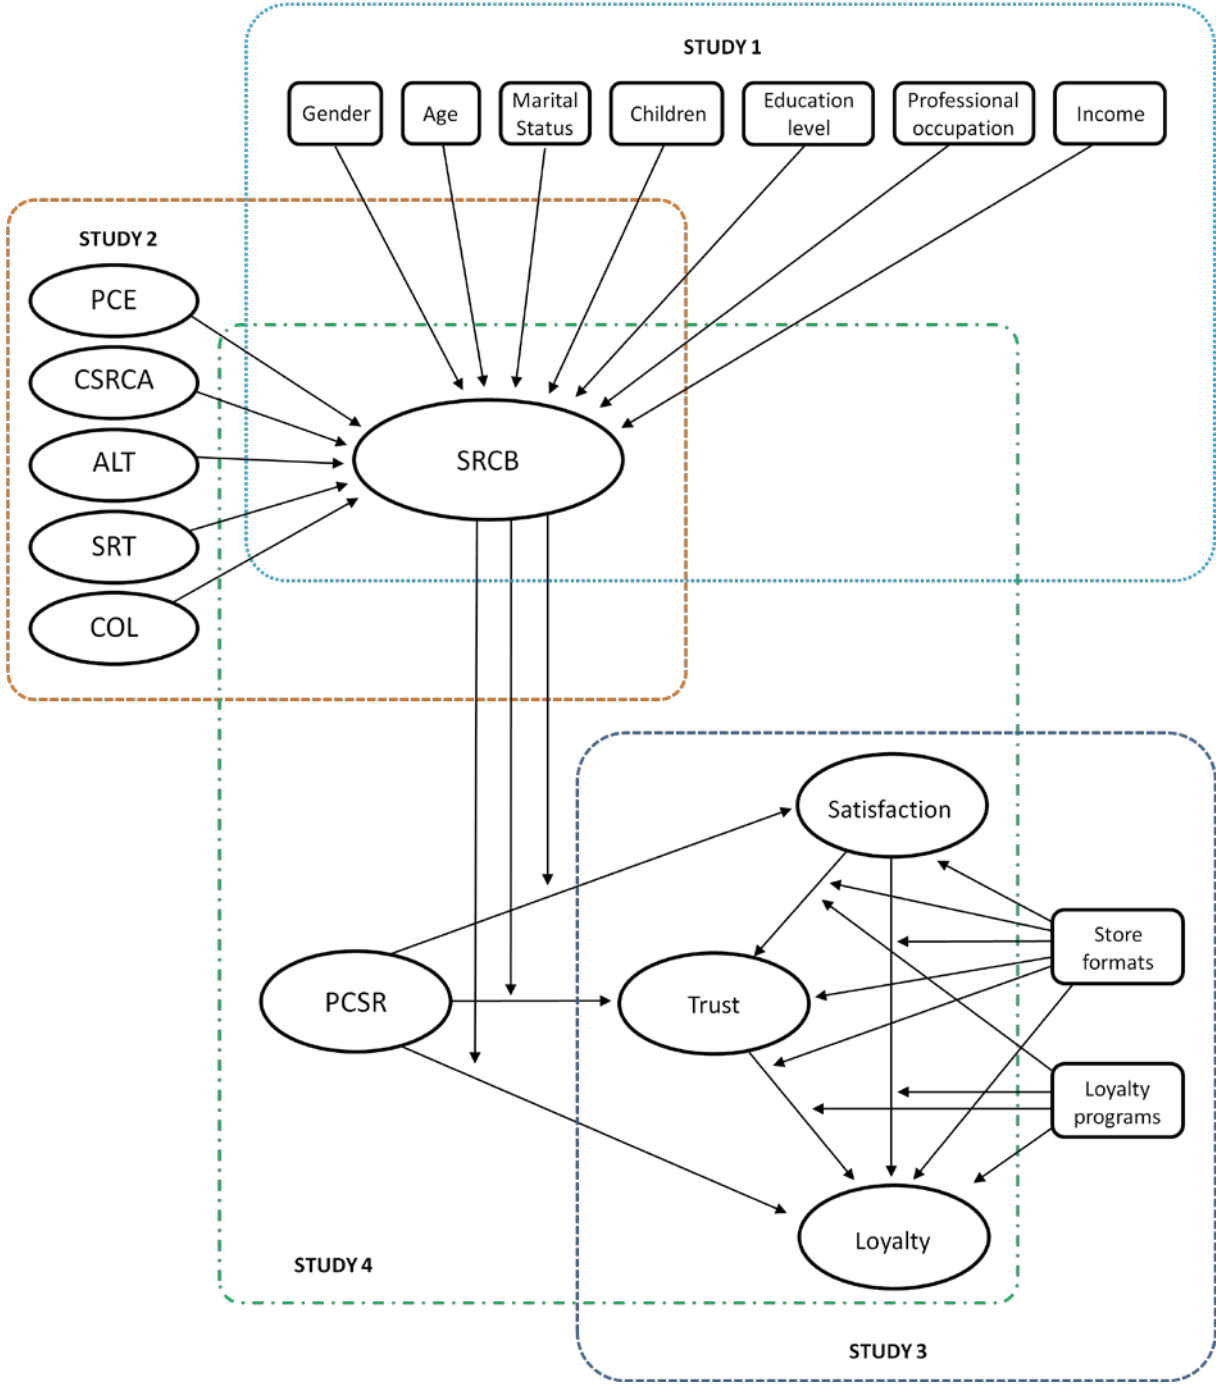 STUDY 1
Gender
Age
Marital
Status
Children
Education
level
Professional
occupation
Income
STUDY 2
PCE
CSRCA
ALT
SRT
COL
SRCB
Satisfaction
Store
formats
PCSR
Trust
Loyalty
programs
Loyalty
STUDY 4
STUDY 3